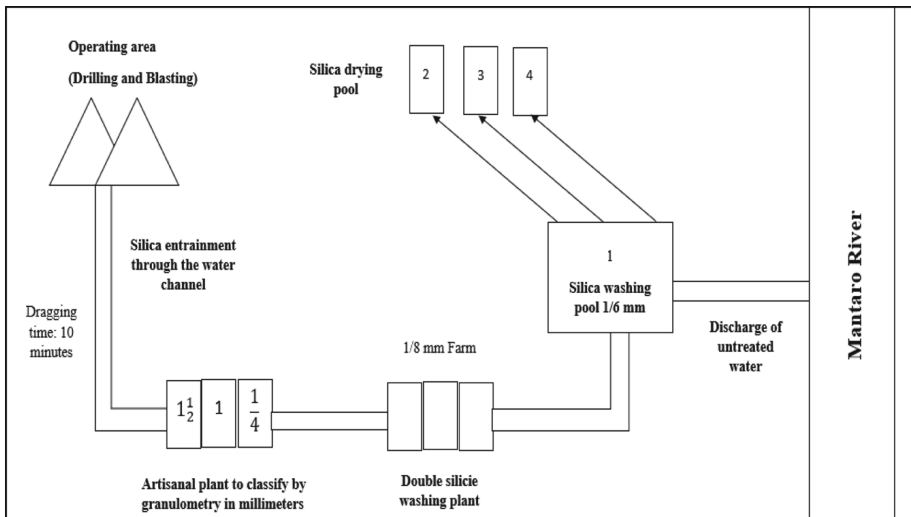 Operating area
(Drilling and Blasting)
Silica drying
pool
2
3
4
Silica entrainment
through the water
channel
Dragging
time: 10
minutes
1
Silica washing
pool 1/6 mm
Discharge of
untreated
water
Mantaro River
1/8 mm Farm
1 1/2
1
1/4
Artisanal plant to classify by
granulometry in millimeters
Double silicie
washing plant